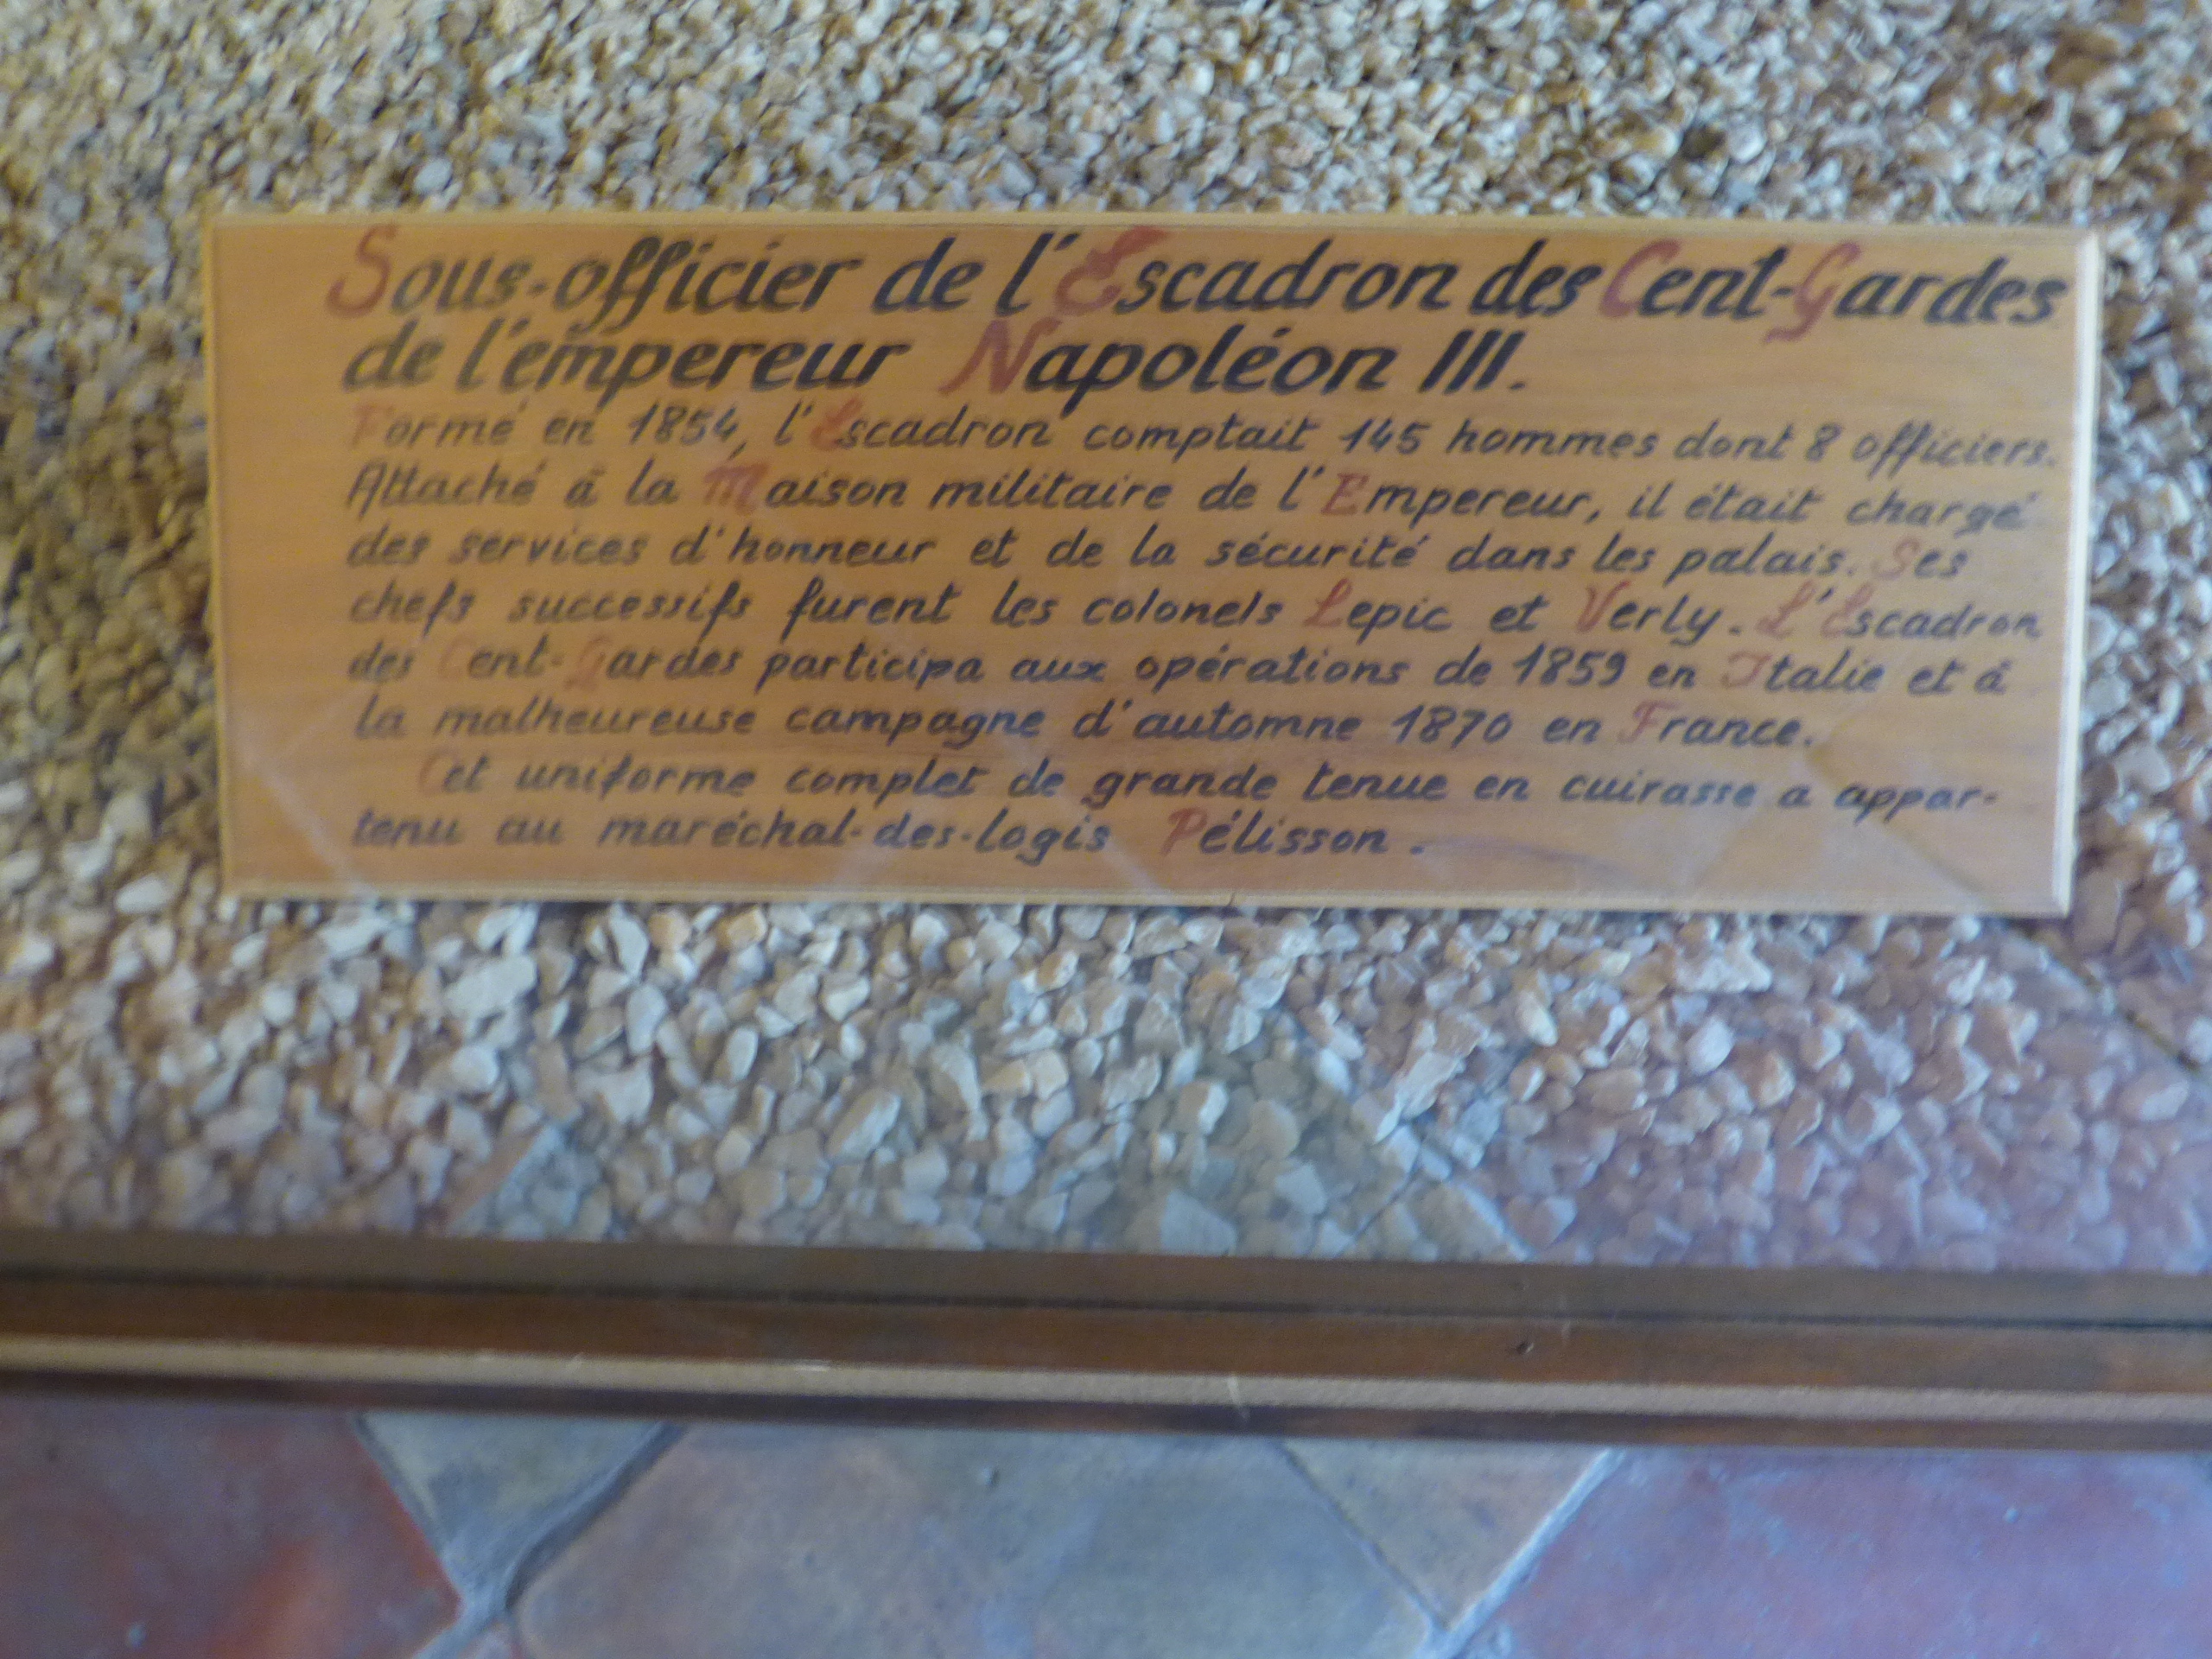 Sous-officier de l'Escadron des Cent-Gardes
de l'empereur Napoléon III.
Formé en 1854, l'Escadron comptait 145 hommes dont 8 officiers.
Attaché à la Maison militaire de l'Empereur, il était chargé
des services d'honneur et de la sécurité dans les palais. Ses
chefs successifs furent les colonels Lepic et Verly. L'Escadron
des Cent-Gardes participa aux opérations de 1859 en Italie et à
la malheureuse campagne d'automne 1870 en France.
Cet uniforme complet de grande tenue en cuirasse a appar-
tenu au maréchal-des-logis Pélisson.